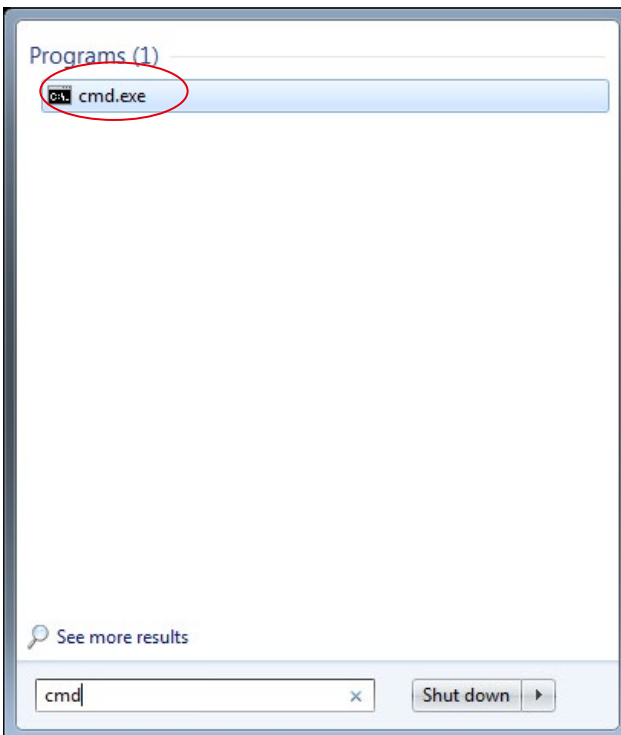 Programs (1)
C:\.
cmd.exe
See more results
cmd
Shut down